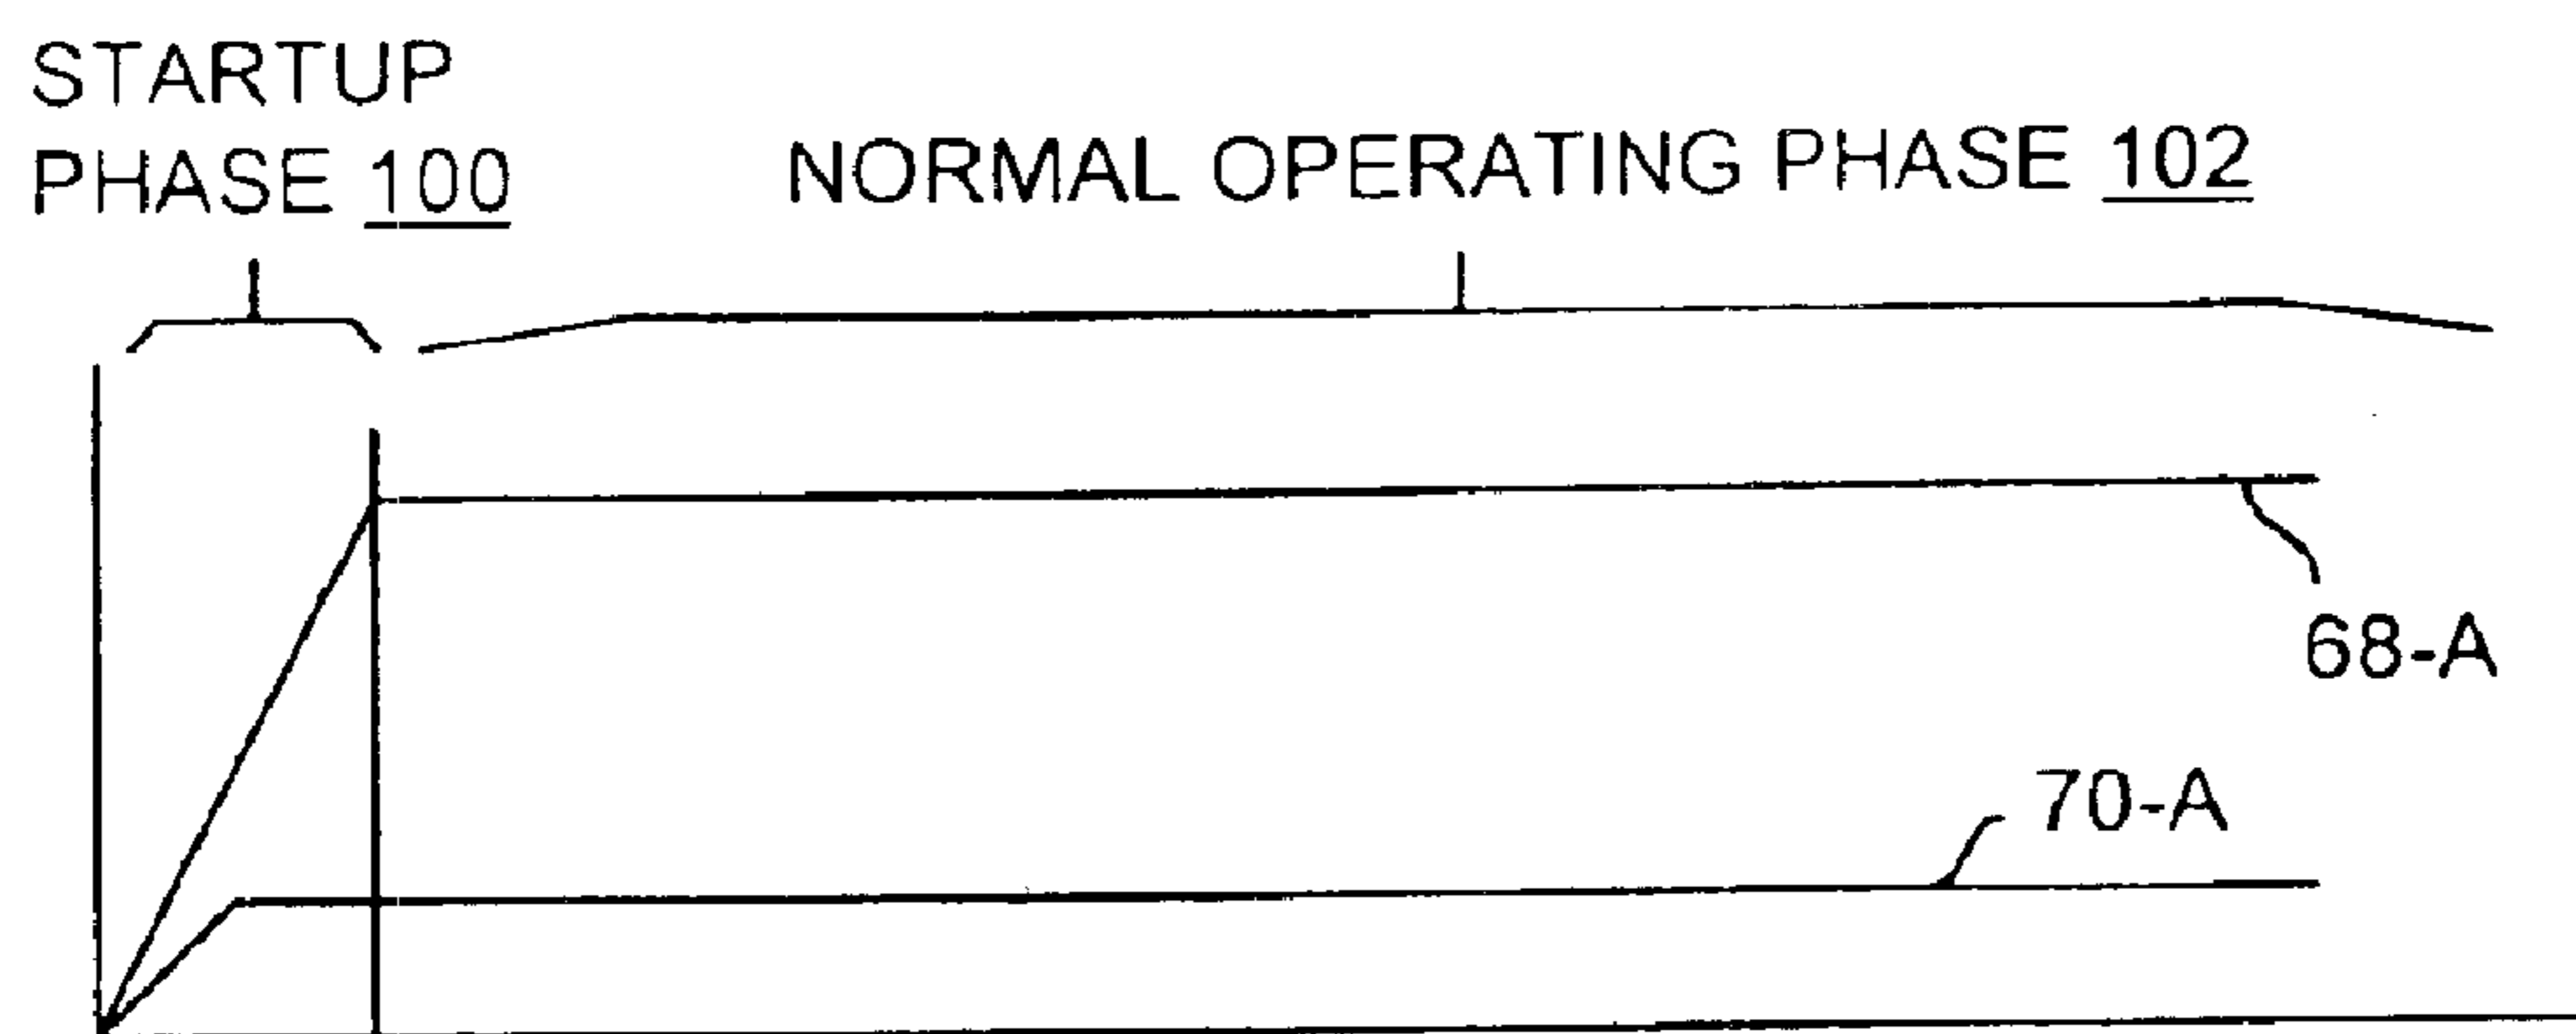 STARTUP
PHASE 100
NORMAL OPERATING PHASE 102
68-A
70-A